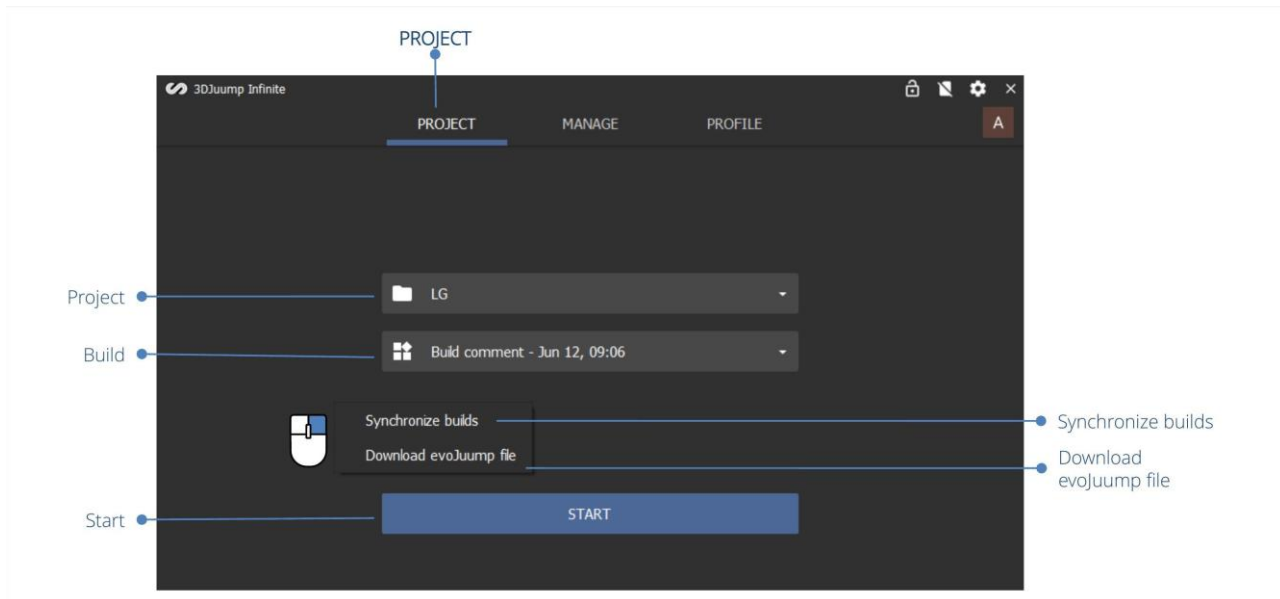 PROJECT
3DJuump Infinite
PROJECT MANAGE PROFILE A
Project LG
Build Build comment - Jun 12, 09:06
Synchronize builds Synchronize builds
Download evoJuump file Download
evoJuump file
Start START